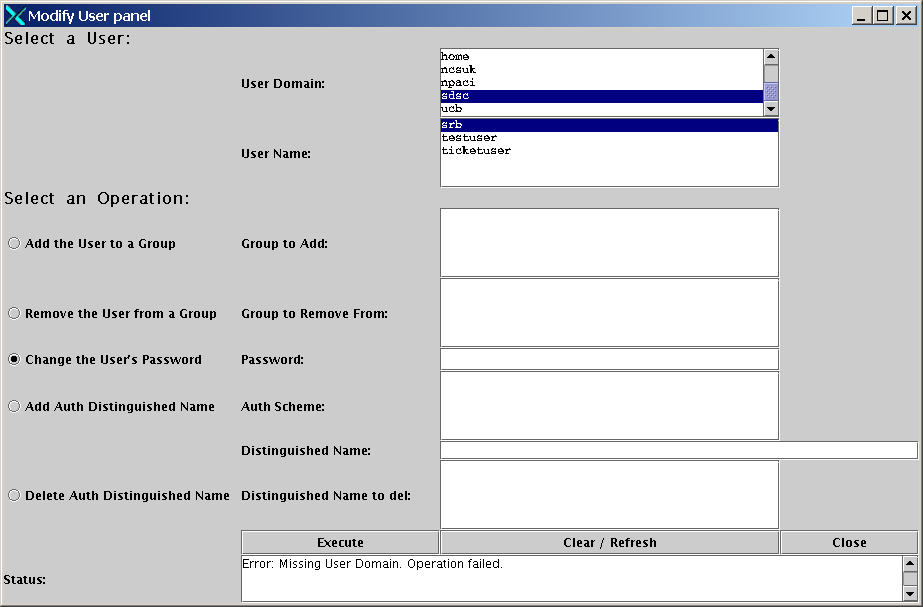 Modify User panel
Select a User:
User Domain:
home
ncsuk
npaci
sdsc
ucb
User Name:
srb
testuser
ticketuser
Select an Operation:
Add the User to a Group
Group to Add:
Remove the User from a Group
Group to Remove From:
Change the User's Password
Password:
Add Auth Distinguished Name
Auth Scheme:
Distinguished Name:
Delete Auth Distinguished Name
Distinguished Name to del:
Execute
Clear / Refresh
Close
Status:
Error: Missing User Domain. Operation failed.